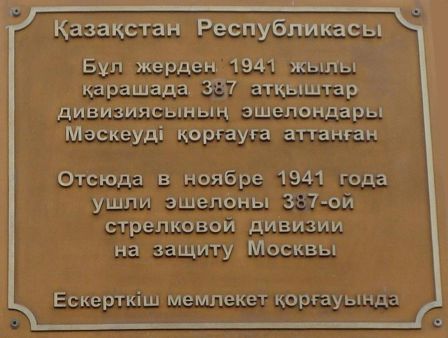 Қазақстан Республикасы
Бұл жерден 1941 жылы
қарашада 387 атқыштар
дивизиясының эшелондары
Мәскеуді қорғауға аттанған
Отсюда в ноябре 1941 года
ушли эшелоны 387-ой
стрелковой дивизии
на защиту Москвы
Ескерткіш мемлекет қорғауында